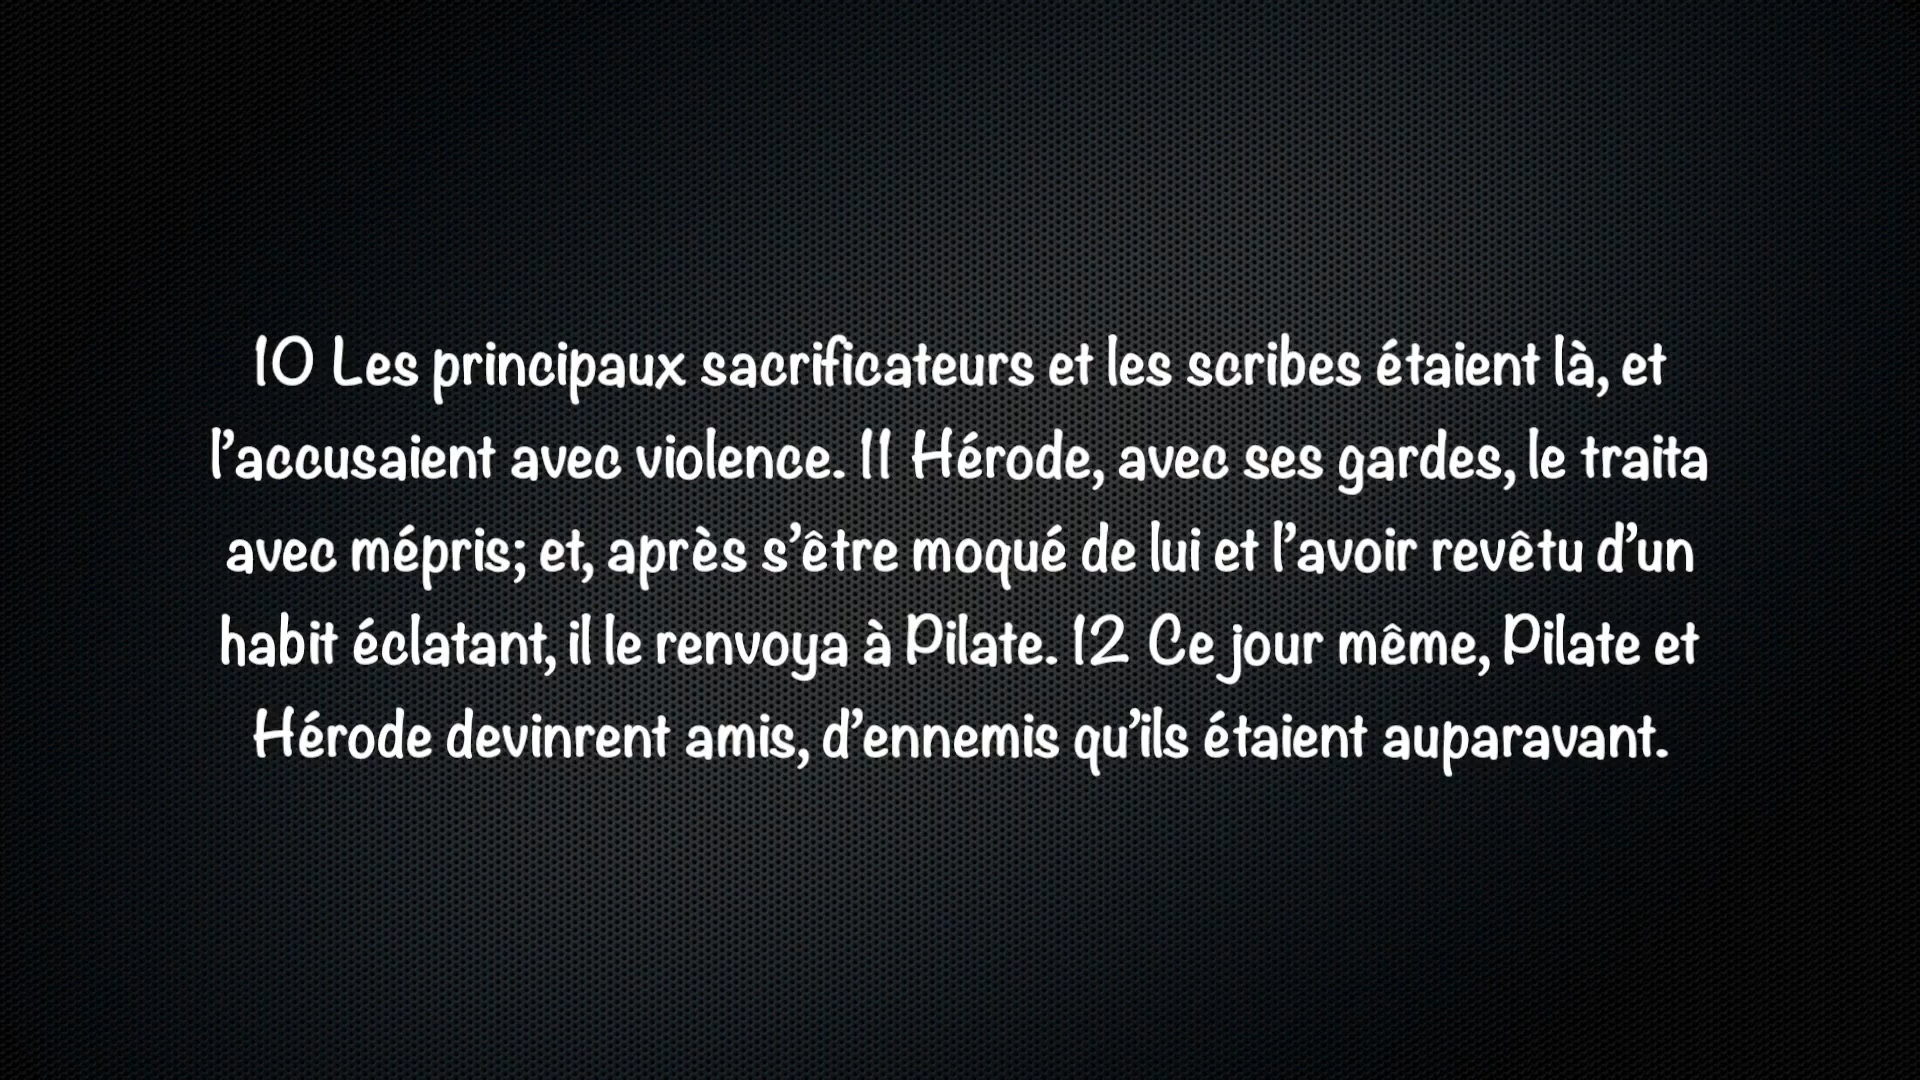 10 Les principaux sacrificateurs et les scribes étaient là, et
l’accusaient avec violence. 11 Hérode, avec ses gardes, le traita
avec mépris; et, après s’être moqué de lui et l’avoir revêtu d’un
habit éclatant, il le renvoya à Pilate. 12 Ce jour même, Pilate et
Hérode devinrent amis, d’ennemis qu’ils étaient auparavant.